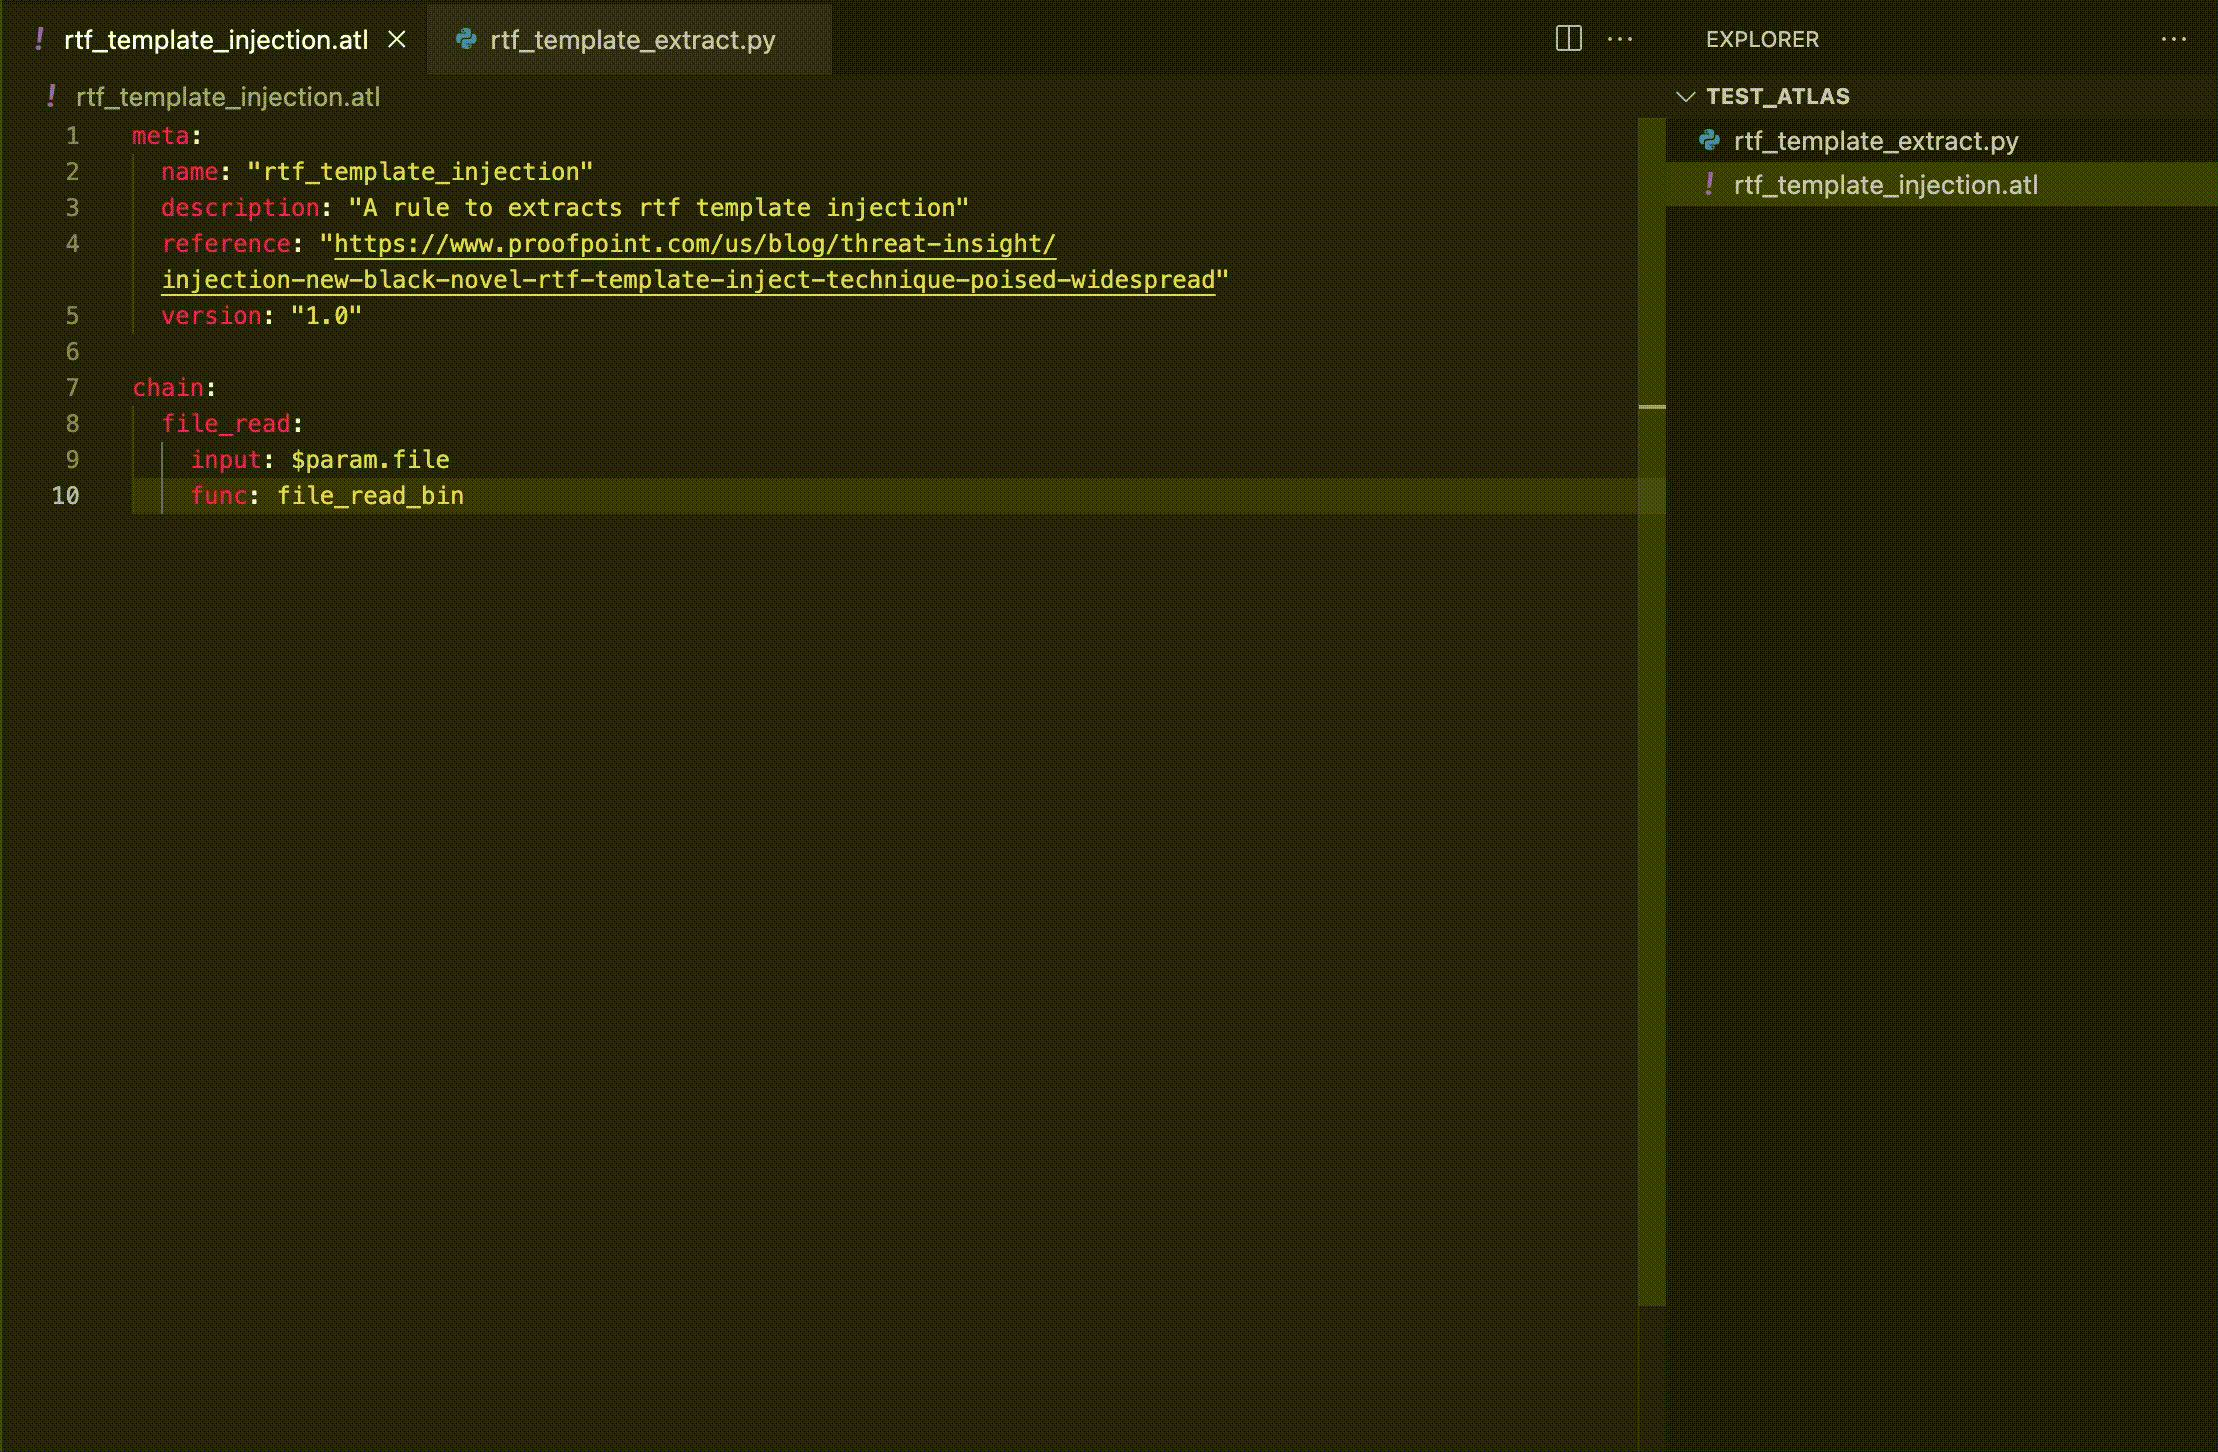 rtf_template_injection.atl
rtf_template_extract.py
rtf_template_injection.atl
1 meta:
2 name: "rtf_template_injection"
3 description: "A rule to extracts rtf template injection"
4 reference: "https://www.proofpoint.com/us/blog/threat-insight/
injection-new-black-novel-rtf-template-inject-technique-poised-widespread"
5 version: "1.0"
6
7 chain:
8 file_read:
9 input: $param.file
10 func: file_read_bin
EXPLORER
TEST_ATLAS
rtf_template_extract.py
rtf_template_injection.atl